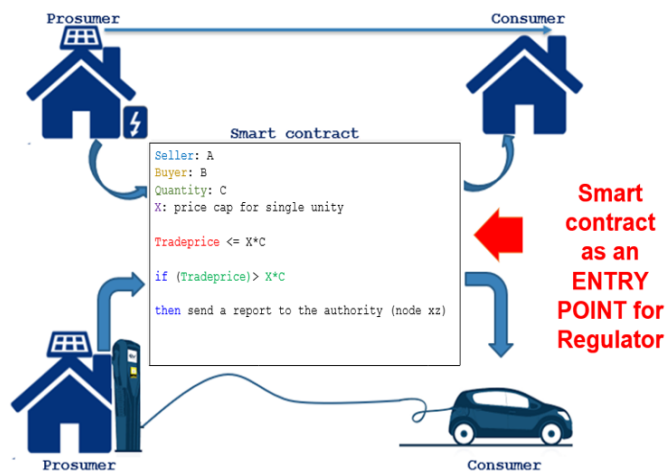 Prosumer
Consumer
Smart contract
Seller: A
Buyer: B
Quantity: C
X: price cap for single unity
Tradeprice <= X*C
if (Tradeprice)> X*C
then send a report to the authority (node xz)
Smart
contract
as an
ENTRY
POINT for
Regulator
Prosumer
Consumer